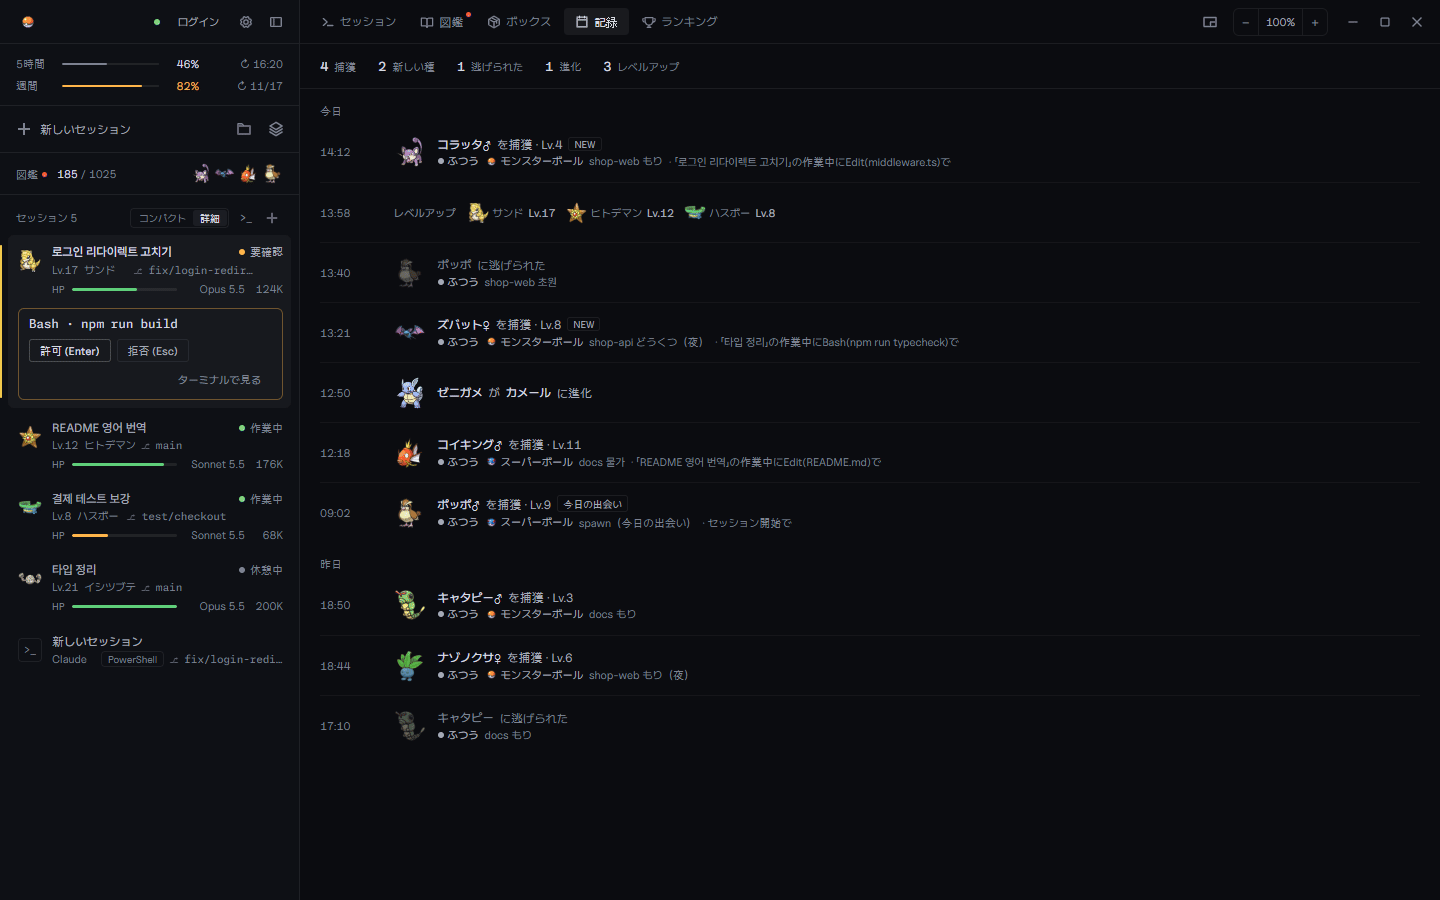 ログイン
5時間 46% 16:20
週間 82% 11/17
新しいセッション
図鑑 185 / 1025
セッション 5 コンパクト 詳細 >_ +
로그인 리다이렉트 고치기 要確認
Lv.17 サンド fix/login-redir…
HP Opus 5.5 124K
Bash · npm run build
許可 (Enter) 拒否 (Esc)
ターミナルで見る
README 영어 번역 作業中
Lv.12 ヒトデマン main
HP Sonnet 5.5 176K
결제 테스트 보강 作業中
Lv.8 ハスボー test/checkout
HP Sonnet 5.5 68K
타입 정리 休憩中
Lv.21 イシツブテ main
HP Opus 5.5 200K
新しいセッション
Claude PowerShell fix/login-redi…
セッション 図鑑 ボックス 記録 ランキング
− 100% +
4 捕獲 2 新しい種 1 逃げられた 1 進化 3 レベルアップ
今日
14:12 コラッタ♂ を捕獲 · Lv.4 NEW
ふつう モンスターボール shop-web もり ·「로그인 리다이렉트 고치기」の作業中にEdit(middleware.ts)で
13:58 レベルアップ サンド Lv.17 ヒトデマン Lv.12 ハスボー Lv.8
13:40 ポッポ に逃げられた
ふつう shop-web 초원
13:21 ズバット♀ を捕獲 · Lv.8 NEW
ふつう モンスターボール shop-api どうくつ（夜） ·「타입 정리」の作業中にBash(npm run typecheck)で
12:50 ゼニガメ が カメール に進化
12:18 コイキング♂ を捕獲 · Lv.11
ふつう スーパーボール docs 물가 ·「README 영어 번역」の作業中にEdit(README.md)で
09:02 ポッポ♂ を捕獲 · Lv.9 今日の出会い
ふつう スーパーボール spawn（今日の出会い） · セッション開始で
昨日
18:50 キャタピー♂ を捕獲 · Lv.3
ふつう モンスターボール docs もり
18:44 ナゾノクサ♀ を捕獲 · Lv.6
ふつう モンスターボール shop-web もり（夜）
17:10 キャタピー に逃げられた
ふつう docs もり